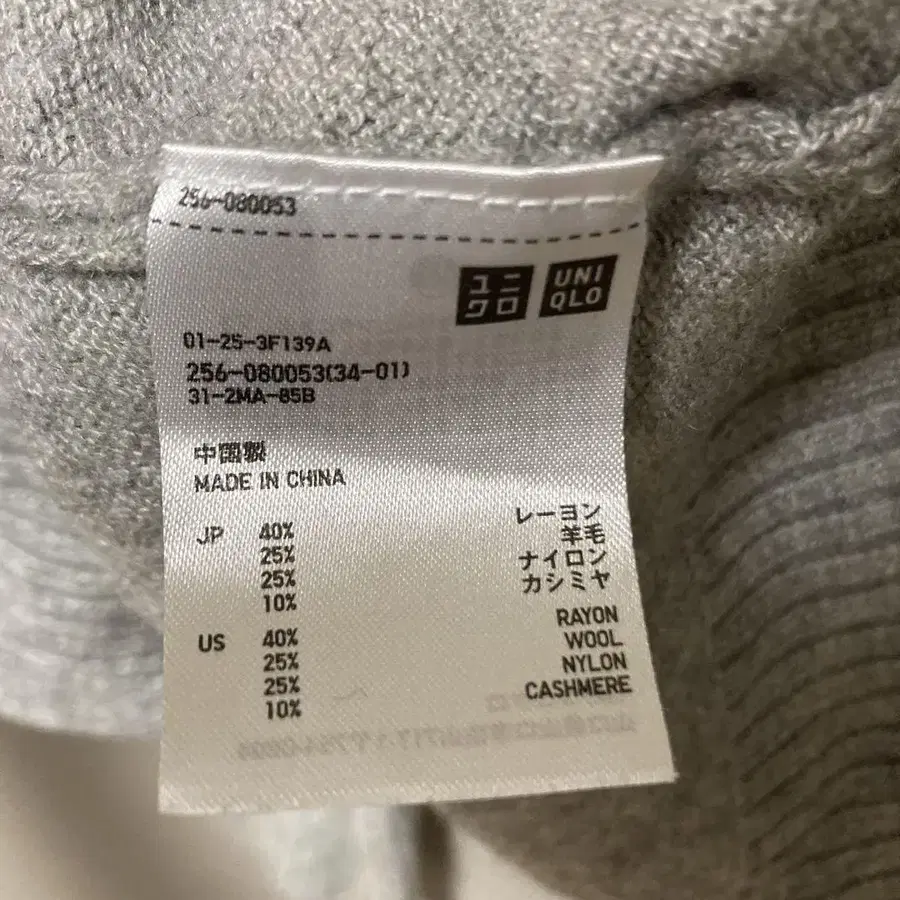 256-080053
ユニクロ
UNIQLO
01-25-3F139A
256-080053(34-01)
31-2MA-85B
中国製
MADE IN CHINA
JP 40% レーヨン
25% 羊毛
25% ナイロン
10% カシミヤ
US 40% RAYON
25% WOOL
25% NYLON
10% CASHMERE